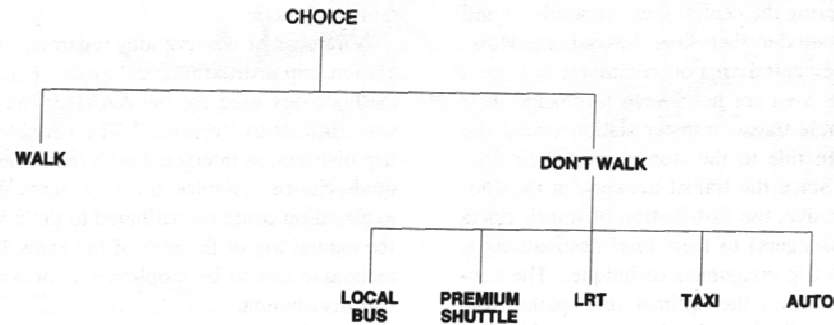 CHOICE
WALK
DON'T WALK
LOCAL
BUS
PREMIUM
SHUTTLE
LRT
TAXI
AUTO